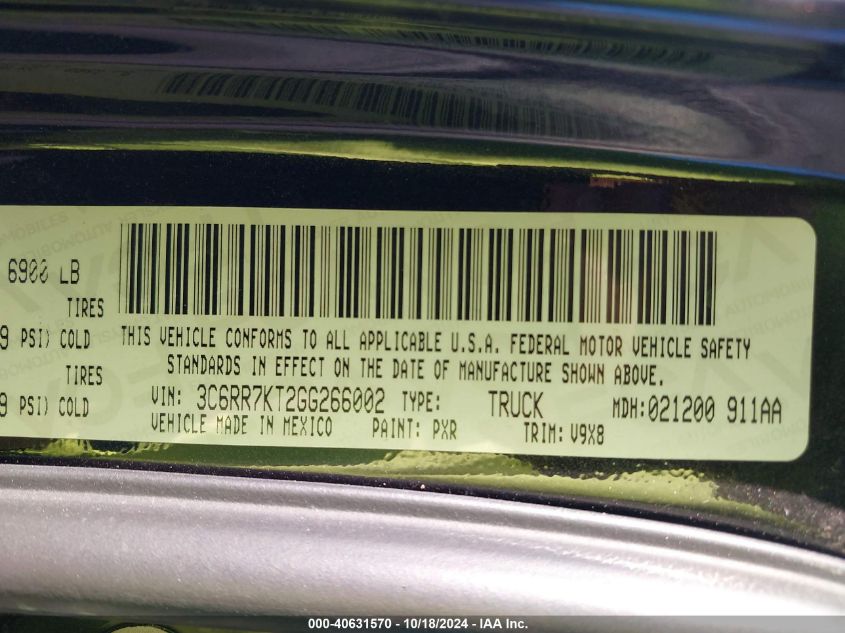 6900 LB
TIRES
9 PSI) COLD
THIS VEHICLE CONFORMS TO ALL APPLICABLE U.S.A. FEDERAL MOTOR VEHICLE SAFETY
STANDARDS IN EFFECT ON THE DATE OF MANUFACTURE SHOWN ABOVE.
TIRES
9 PSI) COLD
VIN: 3C6RR7KT2GG266002 TYPE: TRUCK MDH:021200 911AA
VEHICLE MADE IN MEXICO PAINT: PXR TRIM: V9X8
000-40631570 - 10/18/2024 - IAA Inc.